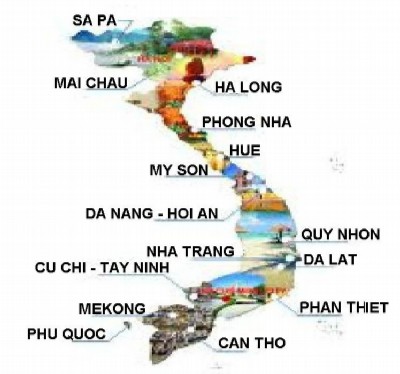 SA PA
MAI CHAU
HA LONG
PHONG NHA
HUE
MY SON
DA NANG - HOI AN
QUY NHON
NHA TRANG
DA LAT
CU CHI - TAY NINH
MEKONG
PHAN THIET
PHU QUOC
CAN THO